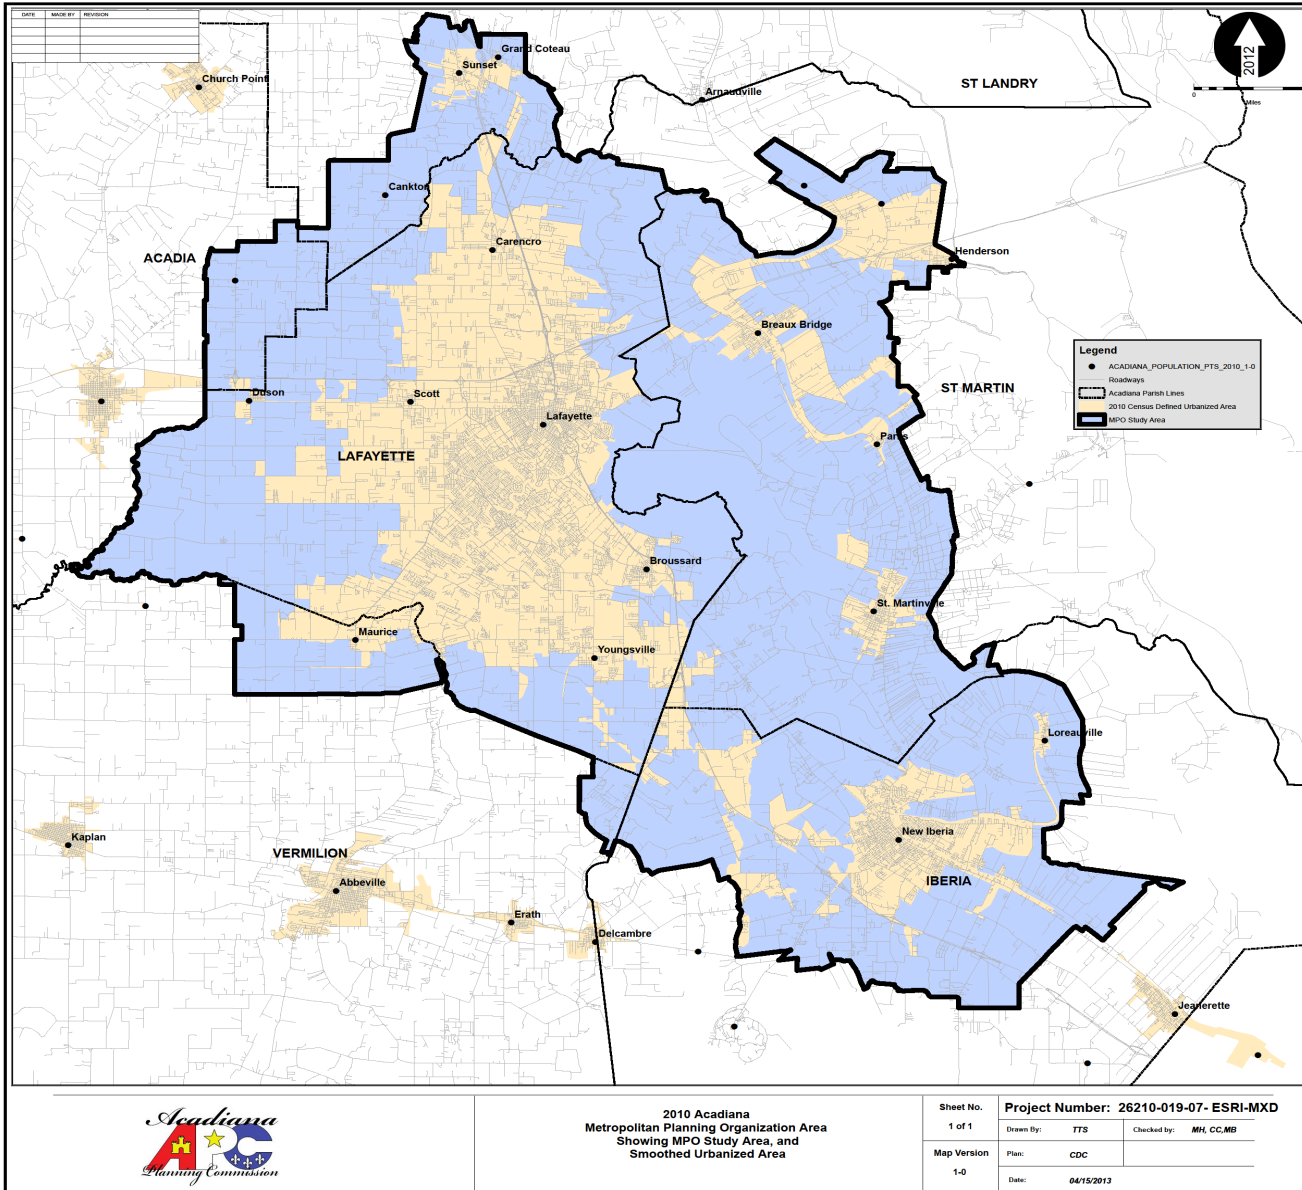 DATE MADE BY REVISION
2012
0
Miles
Grand Coteau
Sunset
Church Point
Arnaudville
ST LANDRY
Cankton
Carencro
Henderson
ACADIA
Breaux Bridge
Legend
ACADIANA_POPULATION_PTS_2010_1-0
Roadways
Acadiana Parish Lines
2010 Census Defined Urbanized Area
MPO Study Area
ST MARTIN
Duson
Scott
Lafayette
Parks
LAFAYETTE
Broussard
St. Martinville
Maurice
Youngsville
Loreauville
New Iberia
Kaplan
VERMILION
IBERIA
Abbeville
Erath
Delcambre
Jeanerette
Acadiana
APC
Planning Commission
2010 Acadiana
Metropolitan Planning Organization Area
Showing MPO Study Area, and
Smoothed Urbanized Area
Sheet No.
1 of 1
Map Version
1-0
Project Number: 26210-019-07- ESRI-MXD
Drawn By: TTS Checked by: MH, CC,MB
Plan: CDC
Date: 04/15/2013